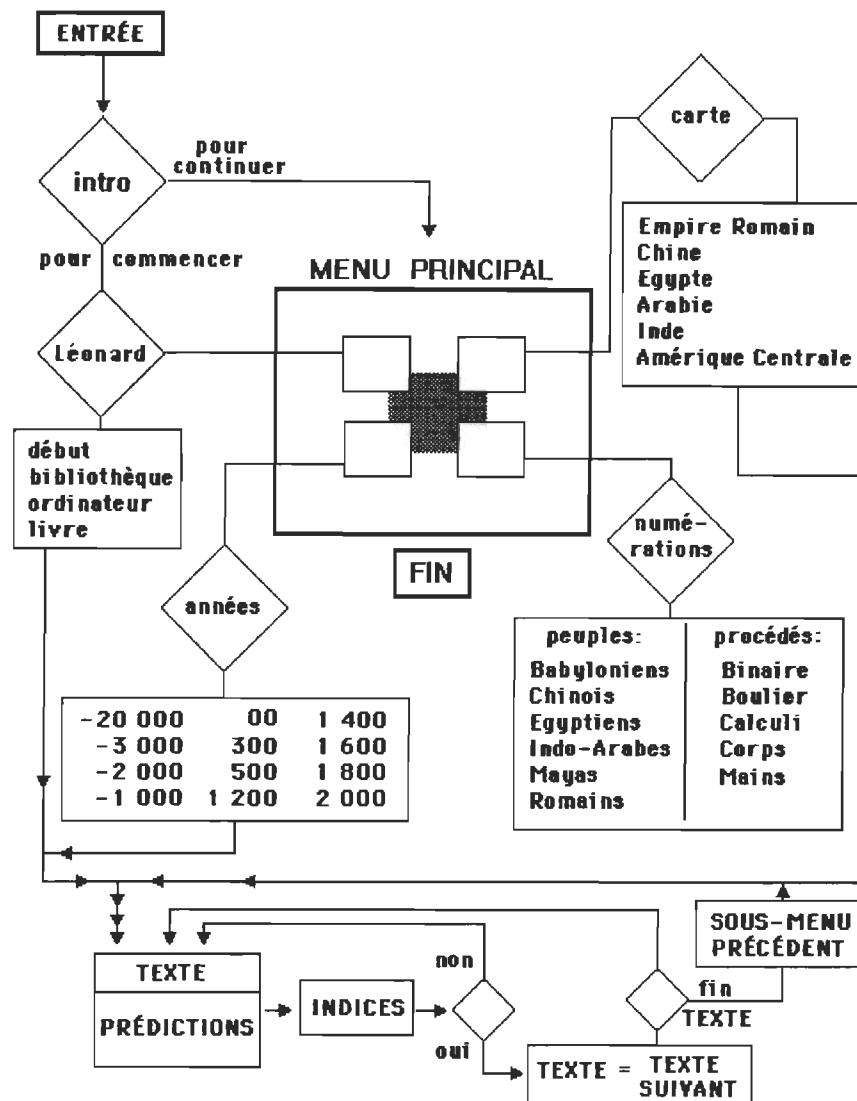 ENTRÉE
carte
pour
continuer
intro
Empire Romain
Chine
Egypte
Arabie
Inde
Amérique Centrale
pour commencer
MENU PRINCIPAL
Léonard
début
bibliothèque
ordinateur
livre
numé-
rations
FIN
années
peuples:
Babyloniens
Chinois
Egyptiens
Indo-Arabes
Mayas
Romains
procédés:
Binaire
Boulier
Calculi
Corps
Mains
-20 000 00 1 400
-3 000 300 1 600
-2 000 500 1 800
-1 000 1 200 2 000
SOUS-MENU
PRÉCÉDENT
non
TEXTE
fin
TEXTE
PRÉDICTIONS
INDICES
oui
TEXTE = TEXTE
SUIVANT